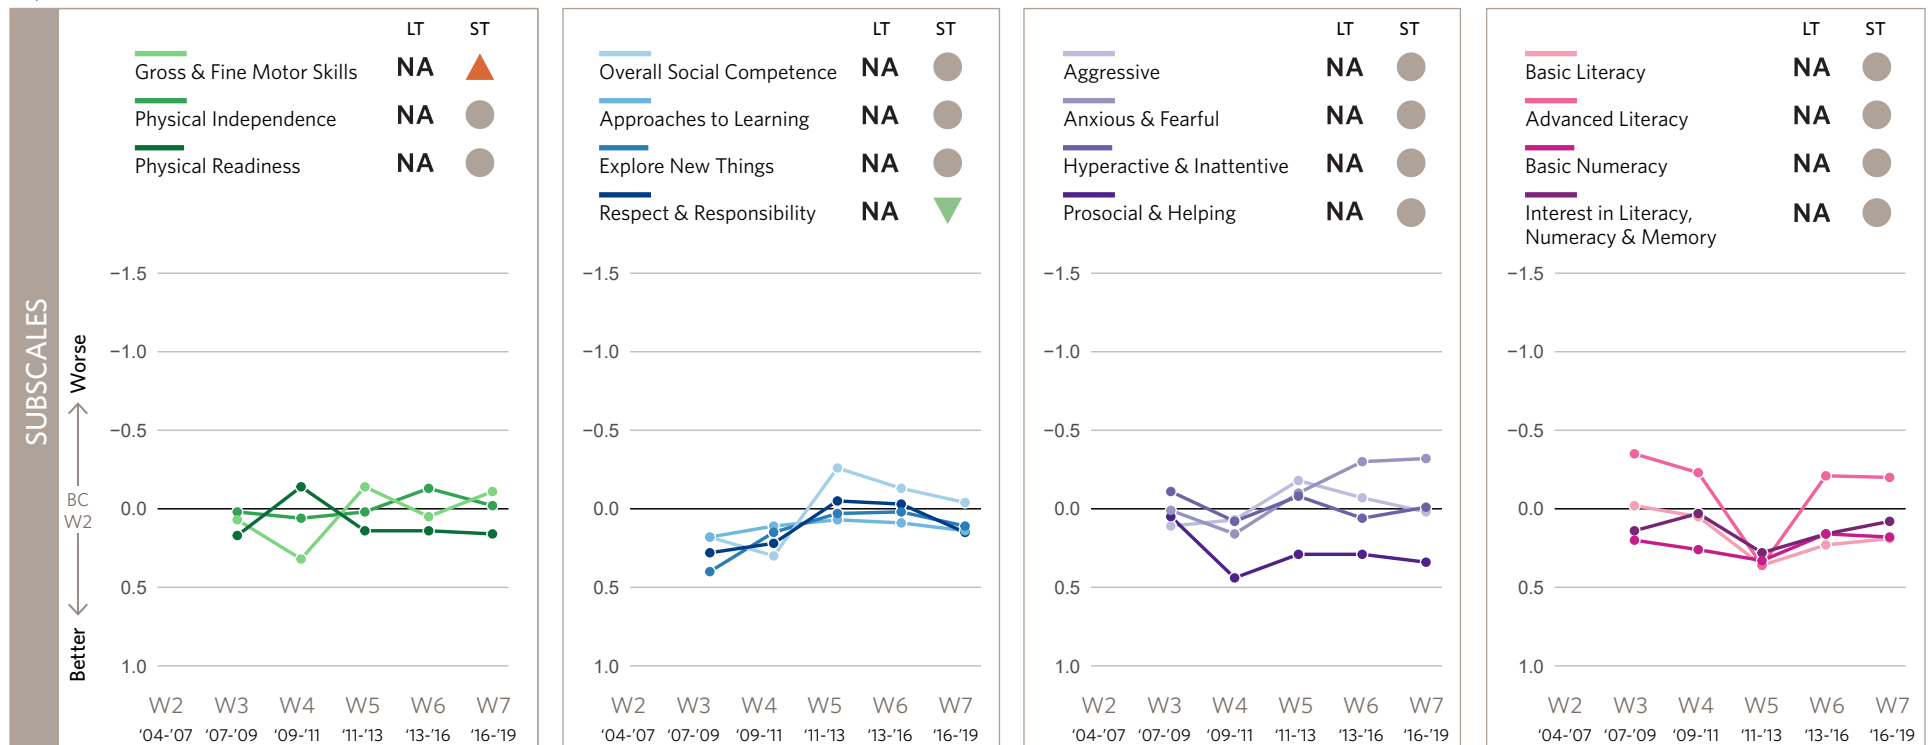 SUBSCALES
Worse
BC
W2
Better
LT ST
Gross & Fine Motor Skills NA
Physical Independence NA
Physical Readiness NA
−1.5
−1.0
−0.5
0.0
0.5
1.0
W2 W3 W4 W5 W6 W7
‘04-’07 ‘07-’09 ‘09-’11 ‘11-’13 ‘13-’16 ‘16-’19
LT ST
Overall Social Competence NA
Approaches to Learning NA
Explore New Things NA
Respect & Responsibility NA
−1.5
−1.0
−0.5
0.0
0.5
1.0
W2 W3 W4 W5 W6 W7
‘04-’07 ‘07-’09 ‘09-’11 ‘11-’13 ‘13-’16 ‘16-’19
LT ST
Aggressive NA
Anxious & Fearful NA
Hyperactive & Inattentive NA
Prosocial & Helping NA
−1.5
−1.0
−0.5
0.0
0.5
1.0
W2 W3 W4 W5 W6 W7
‘04-’07 ‘07-’09 ‘09-’11 ‘11-’13 ‘13-’16 ‘16-’19
LT ST
Basic Literacy NA
Advanced Literacy NA
Basic Numeracy NA
Interest in Literacy, NA
Numeracy & Memory
−1.5
−1.0
−0.5
0.0
0.5
1.0
W2 W3 W4 W5 W6 W7
‘04-’07 ‘07-’09 ‘09-’11 ‘11-’13 ‘13-’16 ‘16-’19